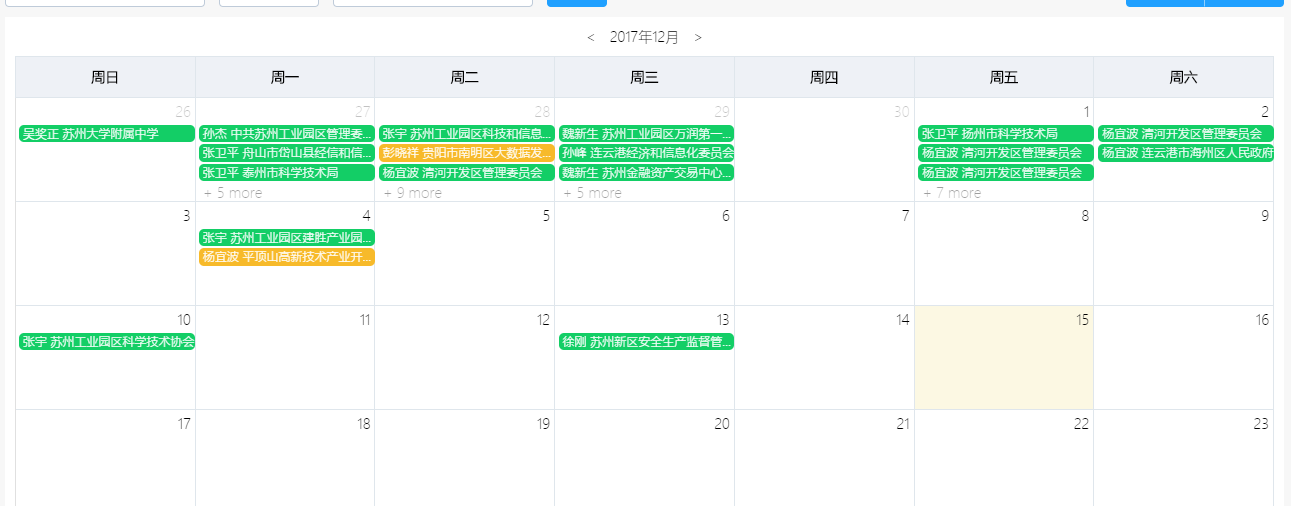 < 2017年12月 >
周日 周一 周二 周三 周四 周五 周六
26 27 28 29 30 1 2
吴奖正 苏州大学附属中学 孙杰 中共苏州工业园区管理委... 张宇 苏州工业园区科技和信息... 魏新生 苏州工业园区万润第一... 张卫平 扬州市科学技术局 杨宜波 清河开发区管理委员会
张卫平 舟山市岱山县经信和信... 彭晓祥 贵阳市南明区大数据发... 孙峰 连云港经济和信息化委员会 杨宜波 清河开发区管理委员会 杨宜波 连云港市海州区人民政府
张卫平 泰州市科学技术局 杨宜波 清河开发区管理委员会 魏新生 苏州金融资产交易中心... 杨宜波 清河开发区管理委员会
+ 5 more + 9 more + 5 more + 7 more
3 4 5 6 7 8 9
张宇 苏州工业园区建胜产业园...
杨宜波 平顶山高新技术产业开...
10 11 12 13 14 15 16
张宇 苏州工业园区科学技术协会 徐刚 苏州新区安全生产监督管...
17 18 19 20 21 22 23